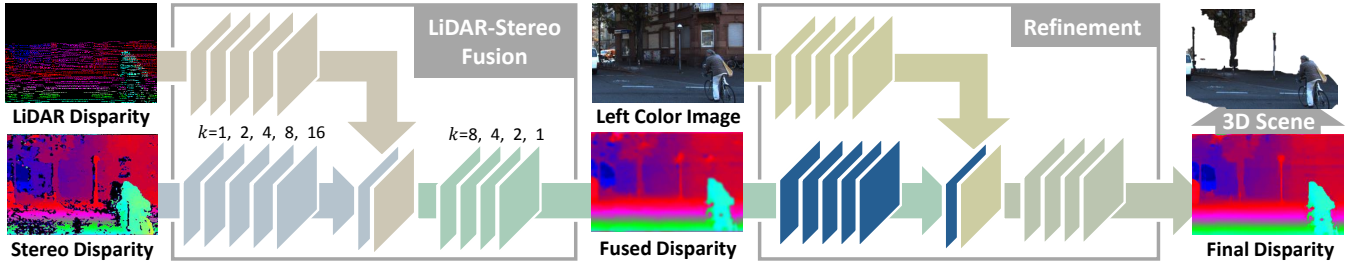 LiDAR-Stereo
Fusion
Refinement
LiDAR Disparity
Left Color Image
3D Scene
k=1, 2, 4, 8, 16
k=8, 4, 2, 1
Stereo Disparity
Fused Disparity
Final Disparity